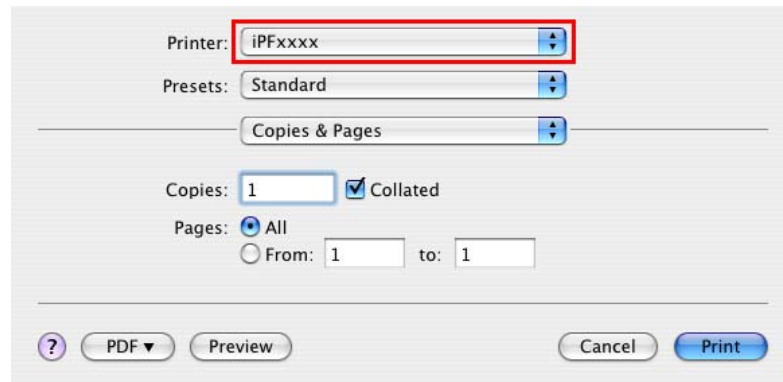 Printer: iPFxxxx
Presets: Standard
Copies & Pages
Copies: 1 Collated
Pages: All
From: 1 to: 1
? PDF Preview Cancel Print